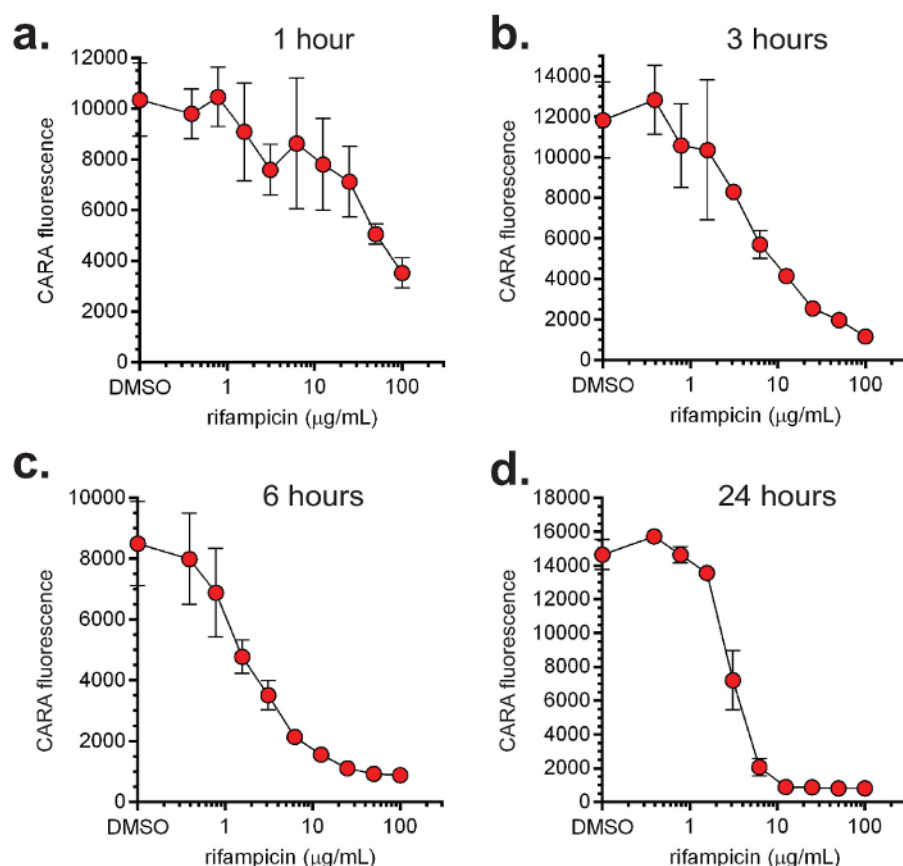 a.
1 hour
12000
10000
8000
6000
4000
2000
0
CARA fluorescence
DMSO 1 10 100
rifampicin (μg/mL)
b.
3 hours
14000
12000
10000
8000
6000
4000
2000
0
CARA fluorescence
DMSO 1 10 100
rifampicin (μg/mL)
c.
6 hours
10000
8000
6000
4000
2000
0
CARA fluorescence
DMSO 1 10 100
rifampicin (μg/mL)
d.
24 hours
18000
16000
14000
12000
10000
8000
6000
4000
2000
0
CARA fluorescence
DMSO 1 10 100
rifampicin (μg/mL)